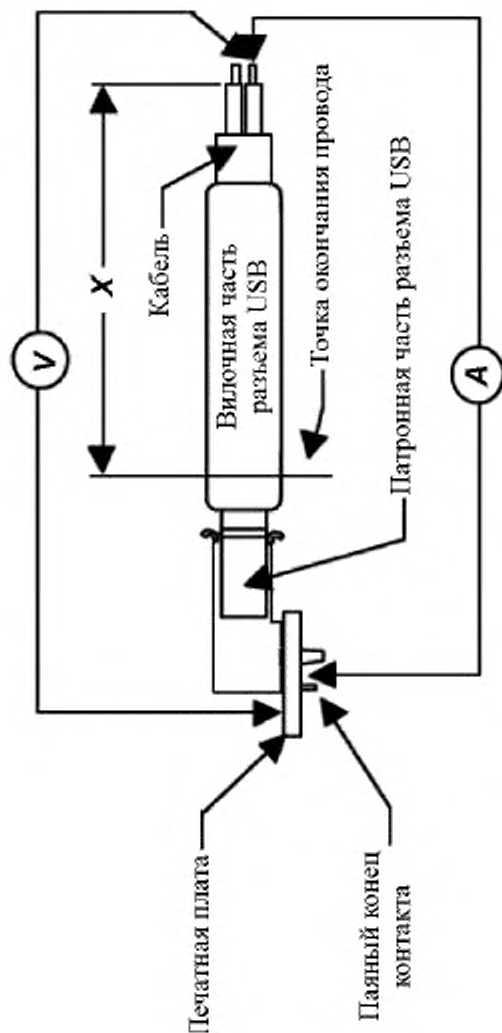 V
X
Кабель
Вилочная часть
разъема USB
Точка окончания провода
Патронная часть разъема USB
A
Печатная плата
Паяный конец
контакта